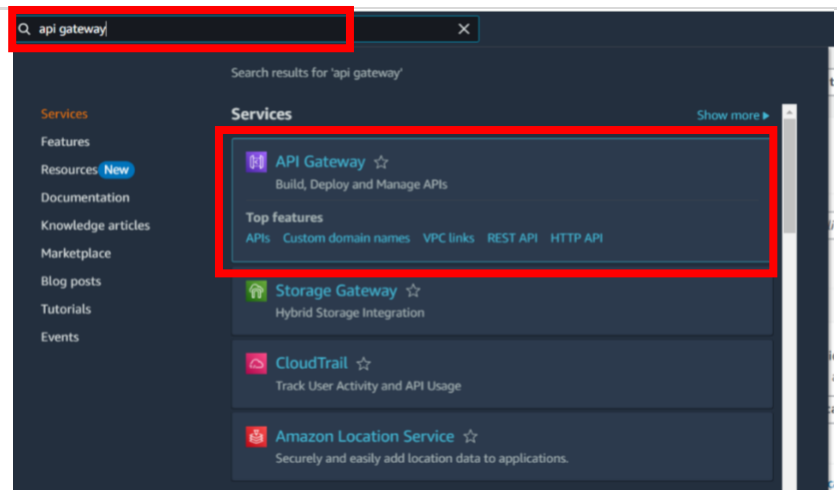 api gateway
Search results for 'api gateway'
Services
Features
Resources New
Documentation
Knowledge articles
Marketplace
Blog posts
Tutorials
Events
Services
Show more
API Gateway
Build, Deploy and Manage APIs
Top features
APIs Custom domain names VPC links REST API HTTP API
Storage Gateway
Hybrid Storage Integration
CloudTrail
Track User Activity and API Usage
Amazon Location Service
Securely and easily add location data to applications.